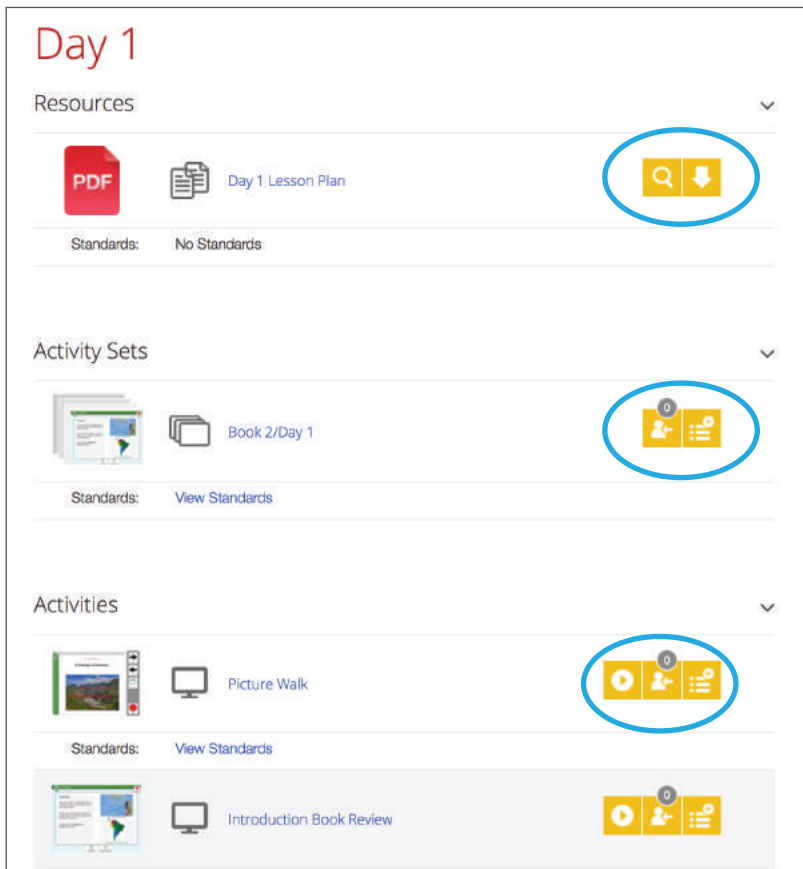 Day 1
Resources
PDF
Day 1 Lesson Plan
Standards: No Standards
Activity Sets
0
Book 2/Day 1
Standards: View Standards
Activities
0
Picture Walk
Standards: View Standards
0
Introduction Book Review